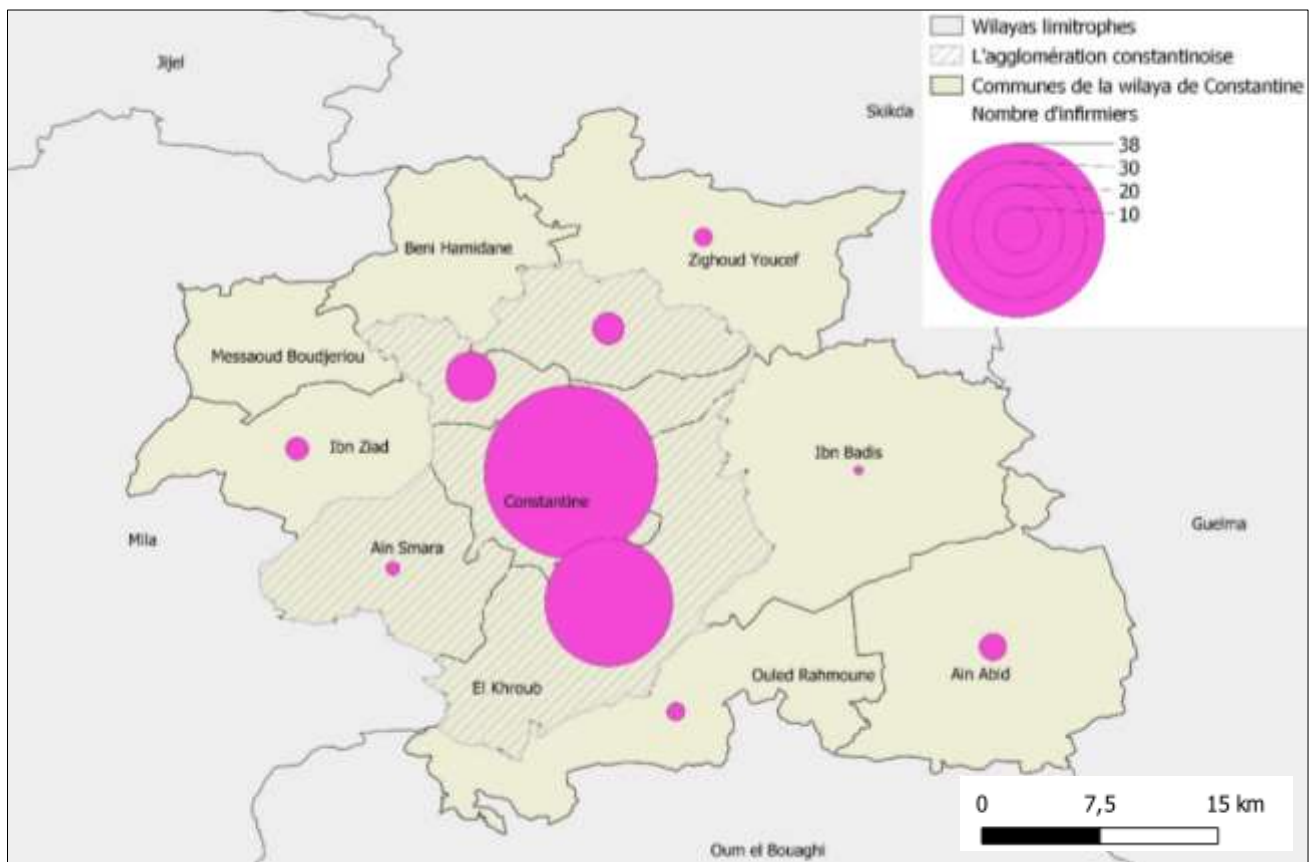 Wilayas limitrophes
L'agglomération constantinoise
Communes de la wilaya de Constantine
Nombre d'infirmiers
38
30
20
10
Jijel
Skikda
Beni Hamidane
Zighoud Youcef
Messaoud Boudjeriou
Ibn Ziad
Ibn Badis
Constantine
Guelma
Mila
Ain Smara
El Khroub
Ouled Rahmoune
Ain Abid
0 7,5 15 km
Oum el Bouaghi